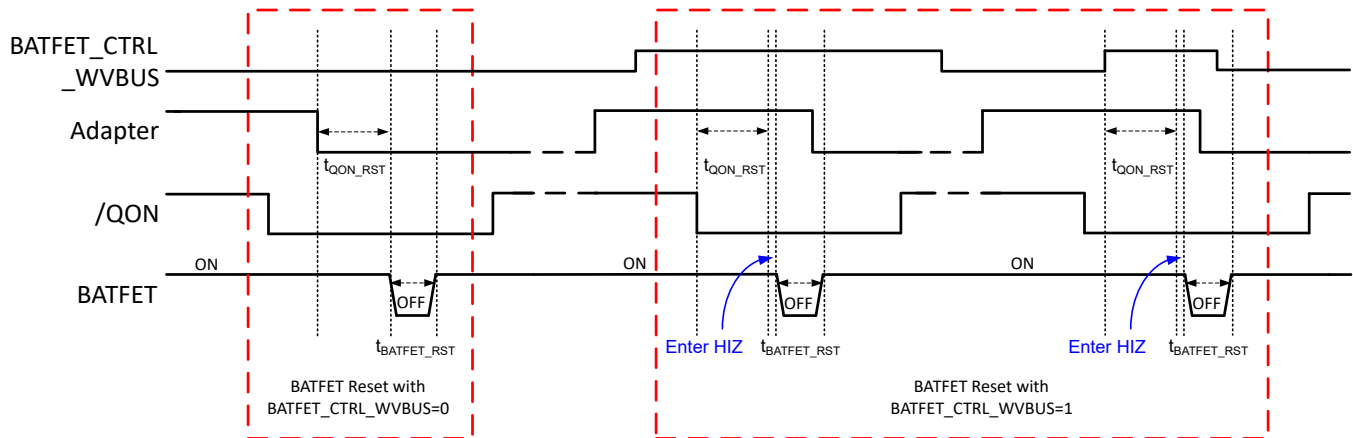 BATFET_CTRL
_WVBUS
Adapter
tQON_RST
tQON_RST
tQON_RST
/QON
ON
ON
ON
BATFET
OFF
OFF
OFF
tBATFET_RST
Enter HIZ
tBATFET_RST
Enter HIZ
tBATFET_RST
BATFET Reset with
BATFET_CTRL_WVBUS=0
BATFET Reset with
BATFET_CTRL_WVBUS=1